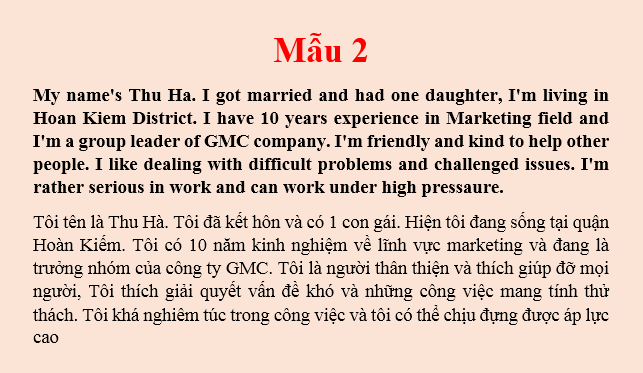 Mẫu 2
My name's Thu Ha. I got married and had one daughter, I'm living in
Hoan Kiem District. I have 10 years experience in Marketing field and
I'm a group leader of GMC company. I'm friendly and kind to help other
people. I like dealing with difficult problems and challenged issues. I'm
rather serious in work and can work under high pressaure.
Tôi tên là Thu Hà. Tôi đã kết hôn và có 1 con gái. Hiện tôi đang sống tại quận
Hoàn Kiếm. Tôi có 10 năm kinh nghiệm về lĩnh vực marketing và đang là
trưởng nhóm của công ty GMC. Tôi là người thân thiện và thích giúp đỡ mọi
người, Tôi thích giải quyết vấn đề khó và những công việc mang tính thử
thách. Tôi khá nghiêm túc trong công việc và tôi có thể chịu đựng được áp lực
cao